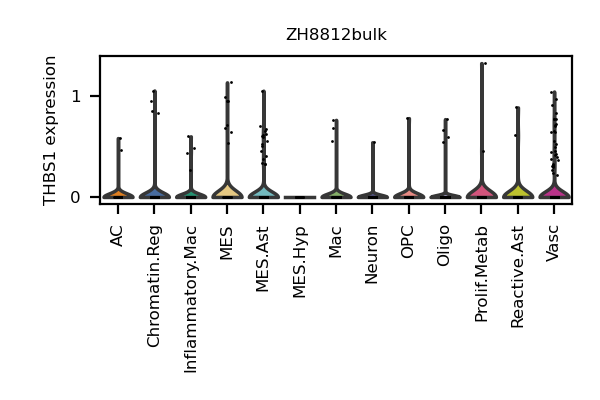 ZH8812bulk
THBS1 expression
1
0
AC
Chromatin.Reg
Inflammatory.Mac
MES
MES.Ast
MES.Hyp
Mac
Neuron
OPC
Oligo
Prolif.Metab
Reactive.Ast
Vasc